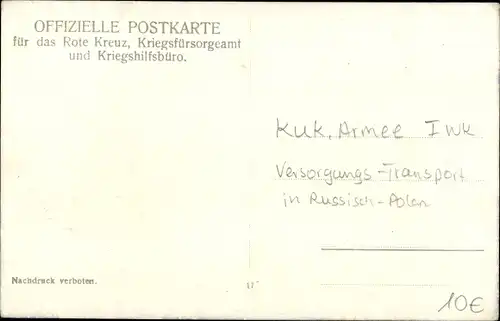 OFFIZIELLE POSTKARTE
für das Rote Kreuz, Kriegsfürsorgeamt
und Kriegshilfsbüro.
KuK. Armee I WK
Versorgungs-Transport
in Russisch-Polen
Nachdruck verboten.
10€